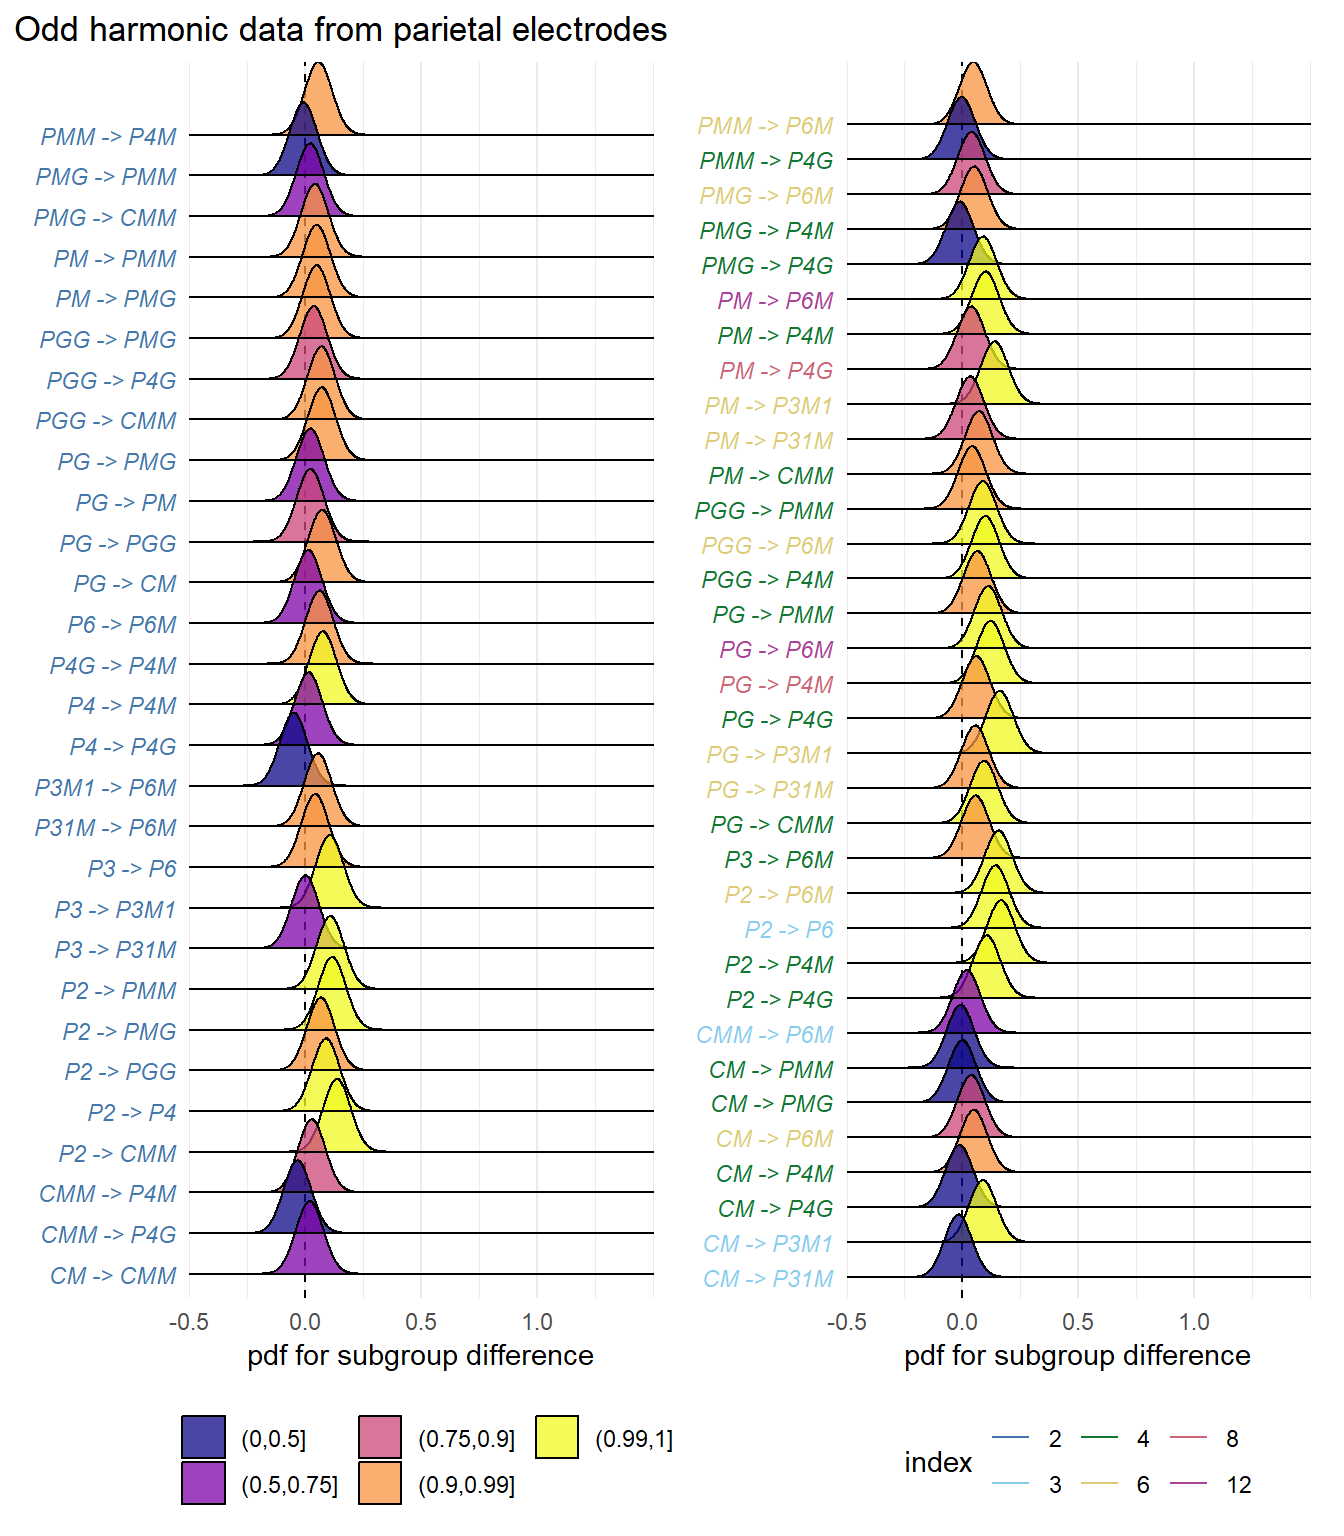 Odd harmonic data from parietal electrodes
PMM -> P4M
PMG -> PMM
PMG -> CMM
PM -> PMM
PM -> PMG
PGG -> PMG
PGG -> P4G
PGG -> CMM
PG -> PMG
PG -> PM
PG -> PGG
PG -> CM
P6 -> P6M
P4G -> P4M
P4 -> P4M
P4 -> P4G
P3M1 -> P6M
P31M -> P6M
P3 -> P6
P3 -> P3M1
P3 -> P31M
P2 -> PMM
P2 -> PMG
P2 -> PGG
P2 -> P4
P2 -> CMM
CMM -> P4M
CMM -> P4G
CM -> CMM
-0.5 0.0 0.5 1.0
pdf for subgroup difference
PMM -> P6M
PMM -> P4G
PMG -> P6M
PMG -> P4M
PMG -> P4G
PM -> P6M
PM -> P4M
PM -> P4G
PM -> P3M1
PM -> P31M
PM -> CMM
PGG -> PMM
PGG -> P6M
PGG -> P4M
PG -> PMM
PG -> P6M
PG -> P4M
PG -> P4G
PG -> P3M1
PG -> P31M
PG -> CMM
P3 -> P6M
P2 -> P6M
P2 -> P6
P2 -> P4M
P2 -> P4G
CMM -> P6M
CM -> PMM
CM -> PMG
CM -> P6M
CM -> P4M
CM -> P4G
CM -> P3M1
CM -> P31M
-0.5 0.0 0.5 1.0
pdf for subgroup difference
(0,0.5] (0.75,0.9] (0.99,1]
(0.5,0.75] (0.9,0.99]
index
2 4 8
3 6 12